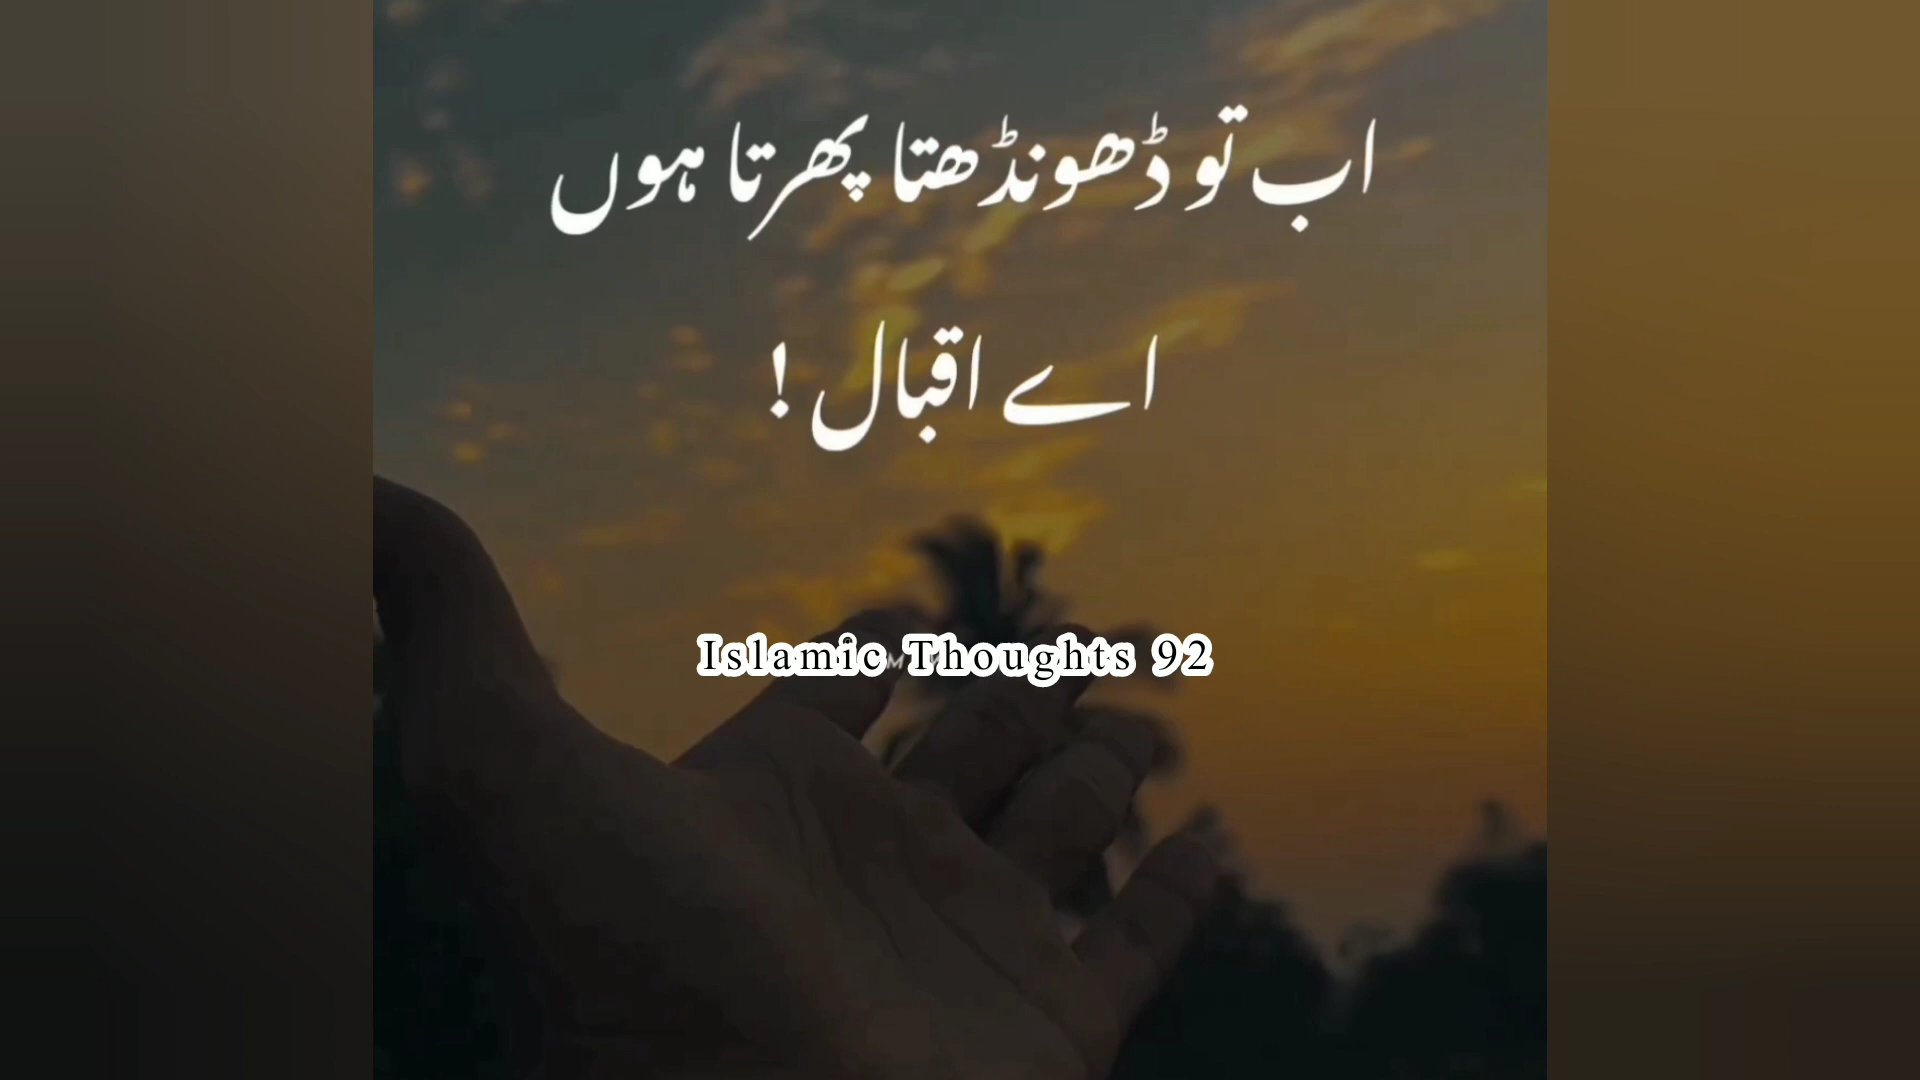 اب تو ڈھونڈھتا پھرتا ہوں
اے اقبال !
Islamic Thoughts 92